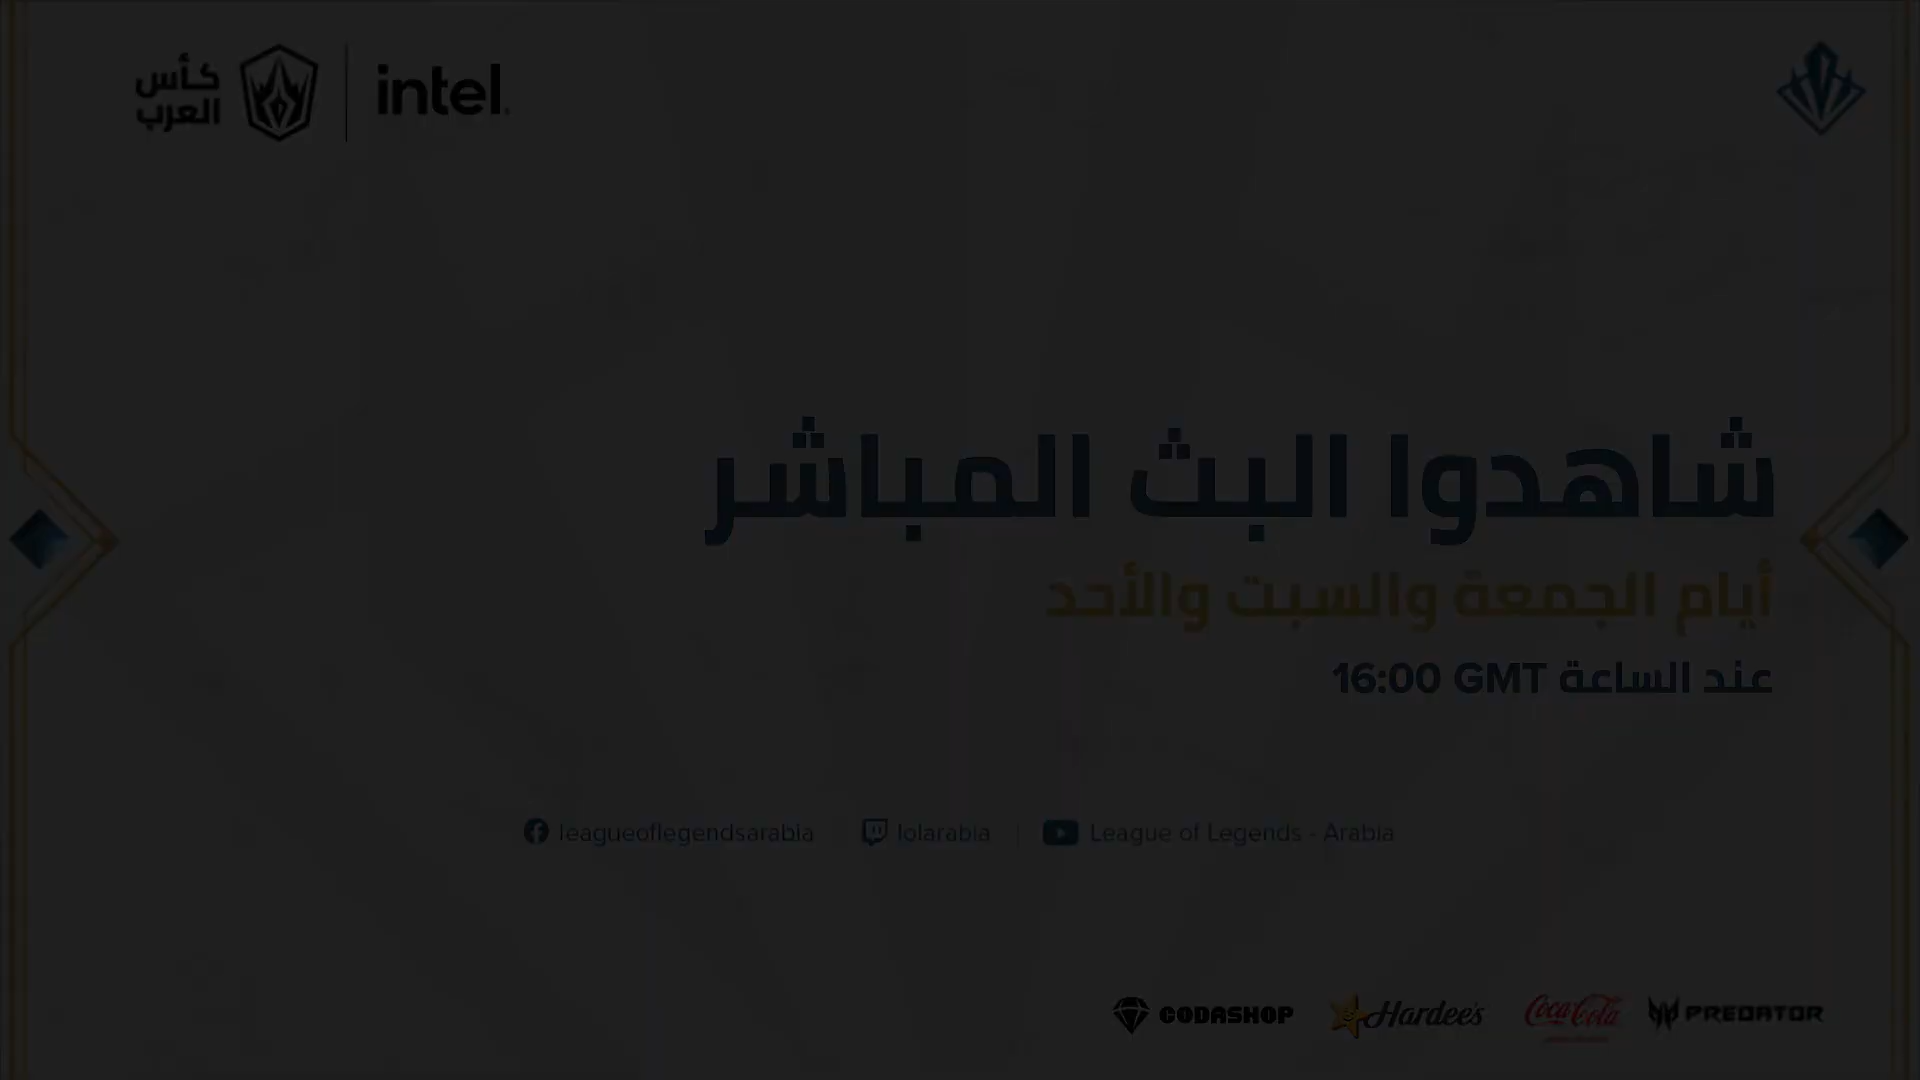 كأس
العرب
intel.
شاهدوا البث المباشر
أيام الجمعة والسبت والأحد
عند الساعة 16:00 GMT
leagueoflegendsarabia
lolarabia
League of Legends - Arabia
CODASHOP
Hardee's
Coca-Cola
PREDATOR